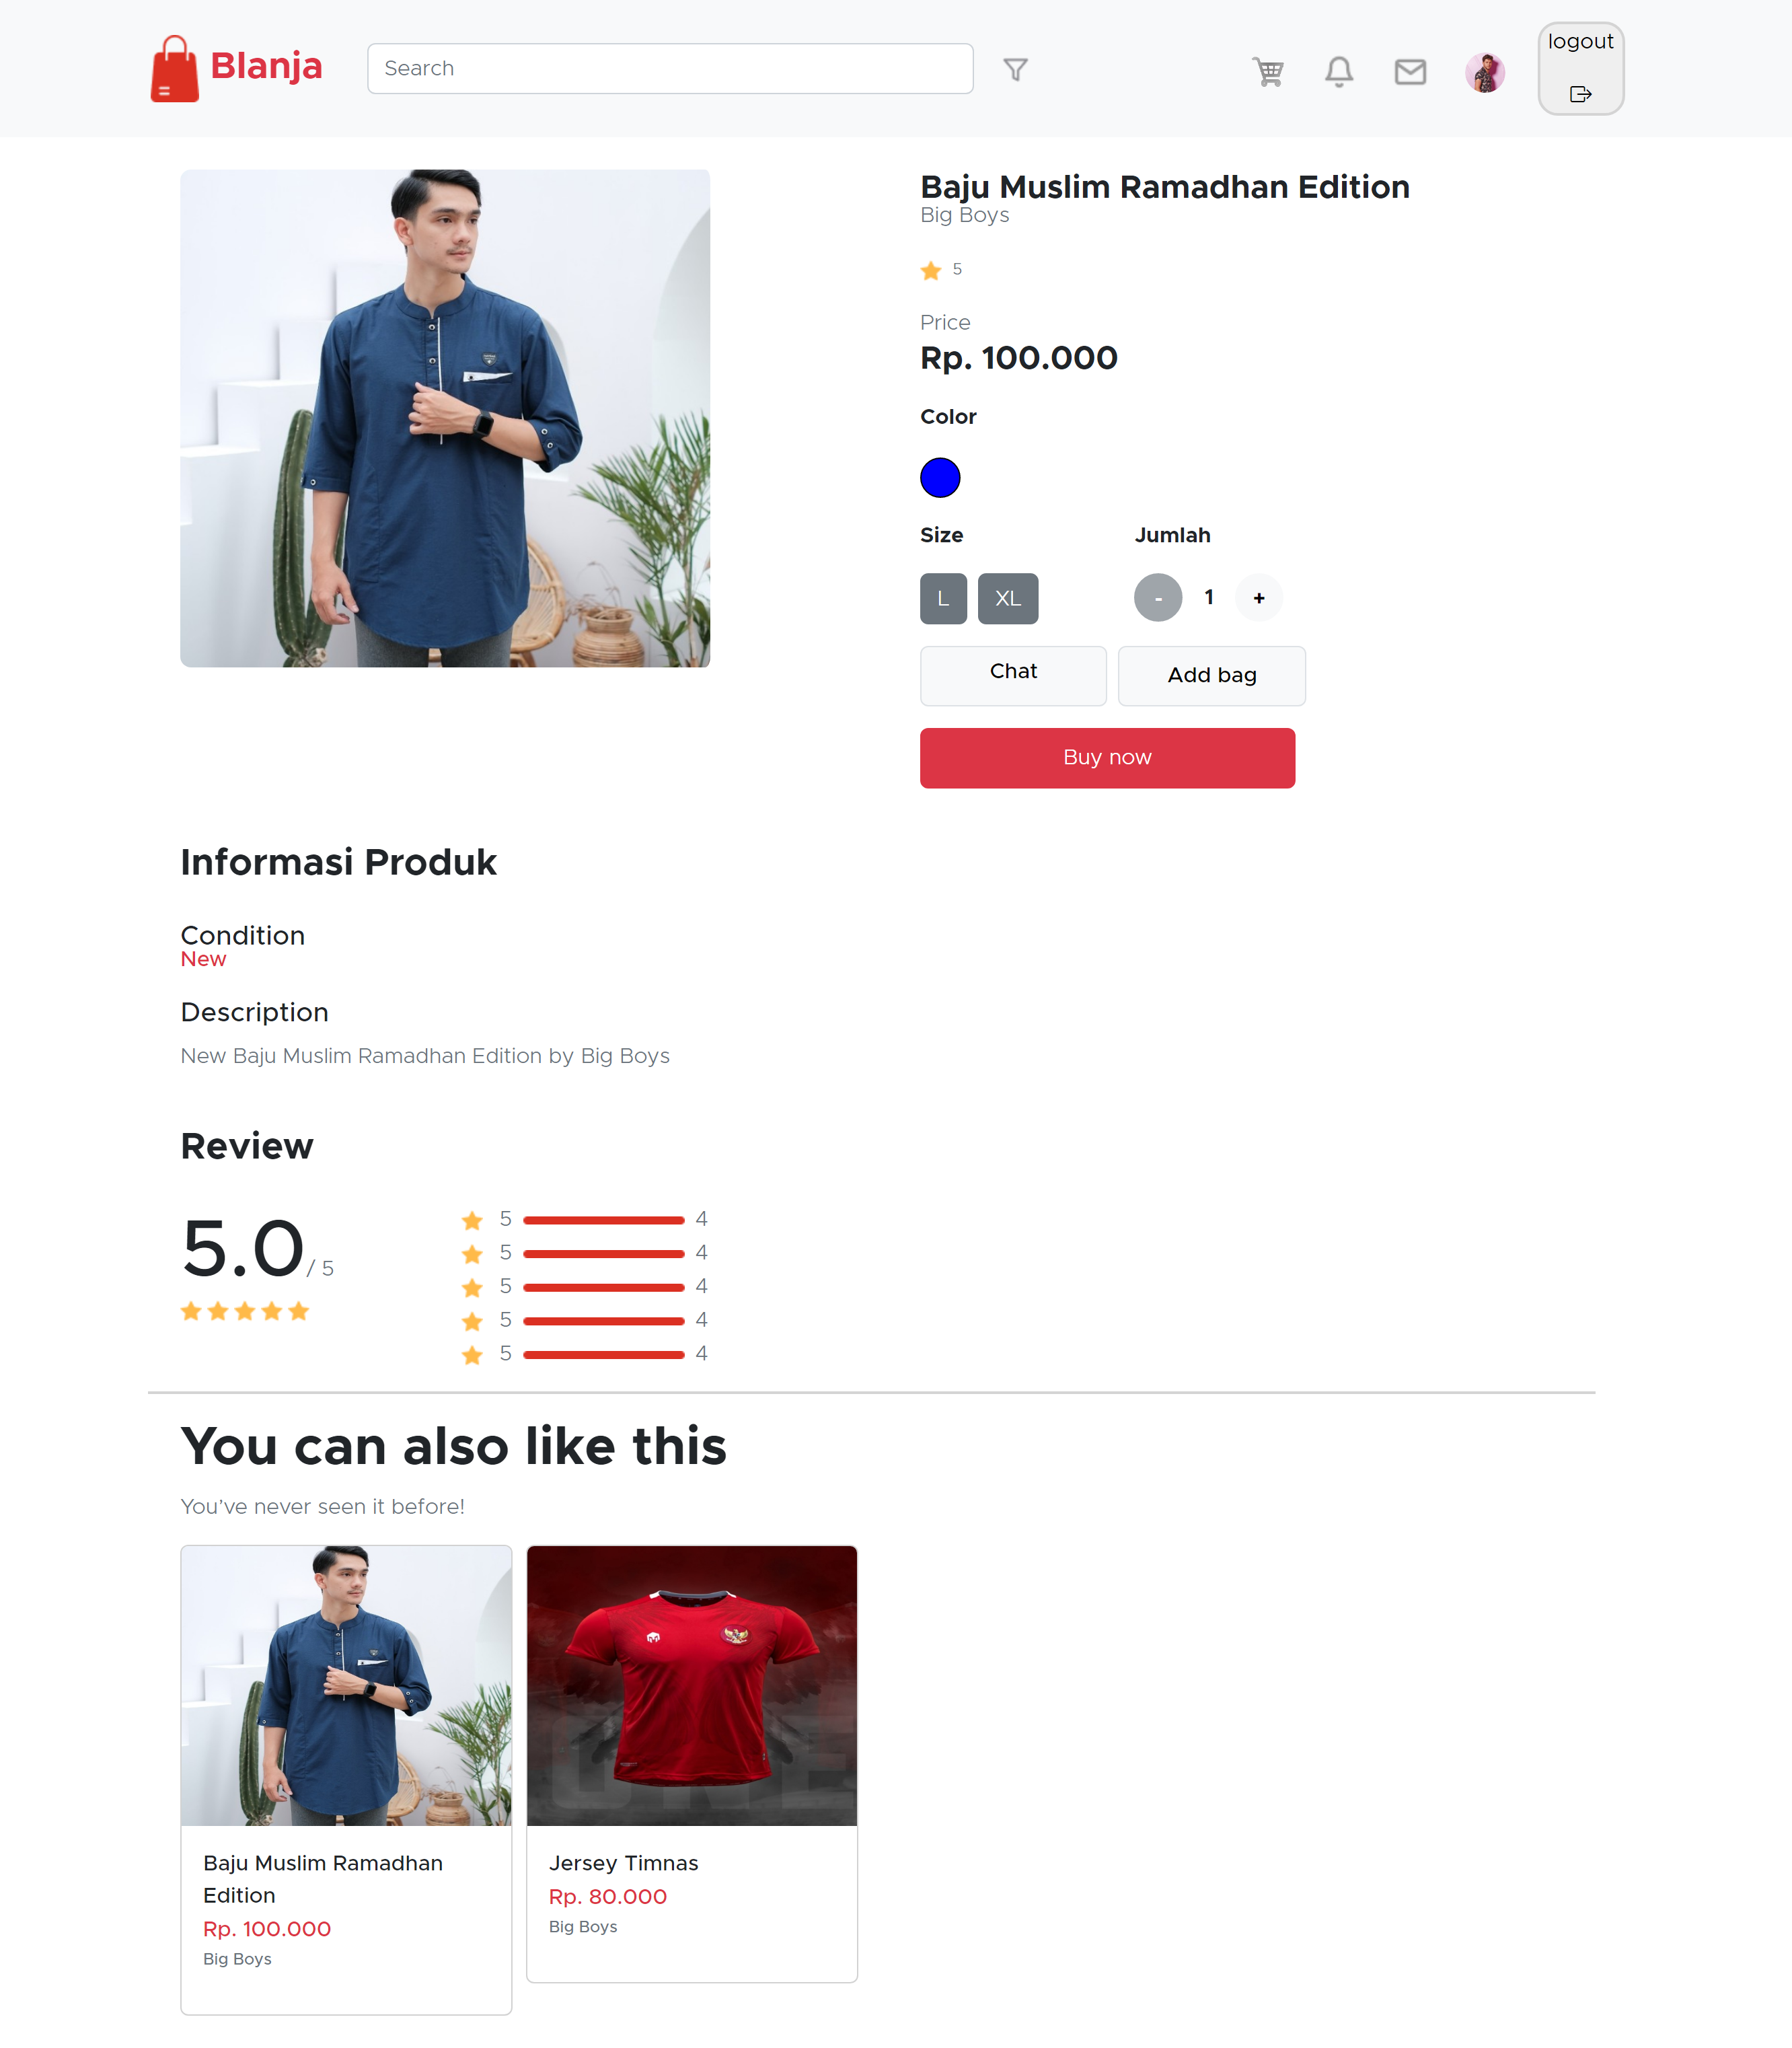 Blanja
Search
logout
Baju Muslim Ramadhan Edition
Big Boys
5
Price
Rp. 100.000
Color
Size
Jumlah
L
XL
-
1
+
Chat
Add bag
Buy now
Informasi Produk
Condition
New
Description
New Baju Muslim Ramadhan Edition by Big Boys
Review
5.0/ 5
5 4
5 4
5 4
5 4
5 4
You can also like this
You’ve never seen it before!
Baju Muslim Ramadhan
Edition
Rp. 100.000
Big Boys
ONE
Jersey Timnas
Rp. 80.000
Big Boys